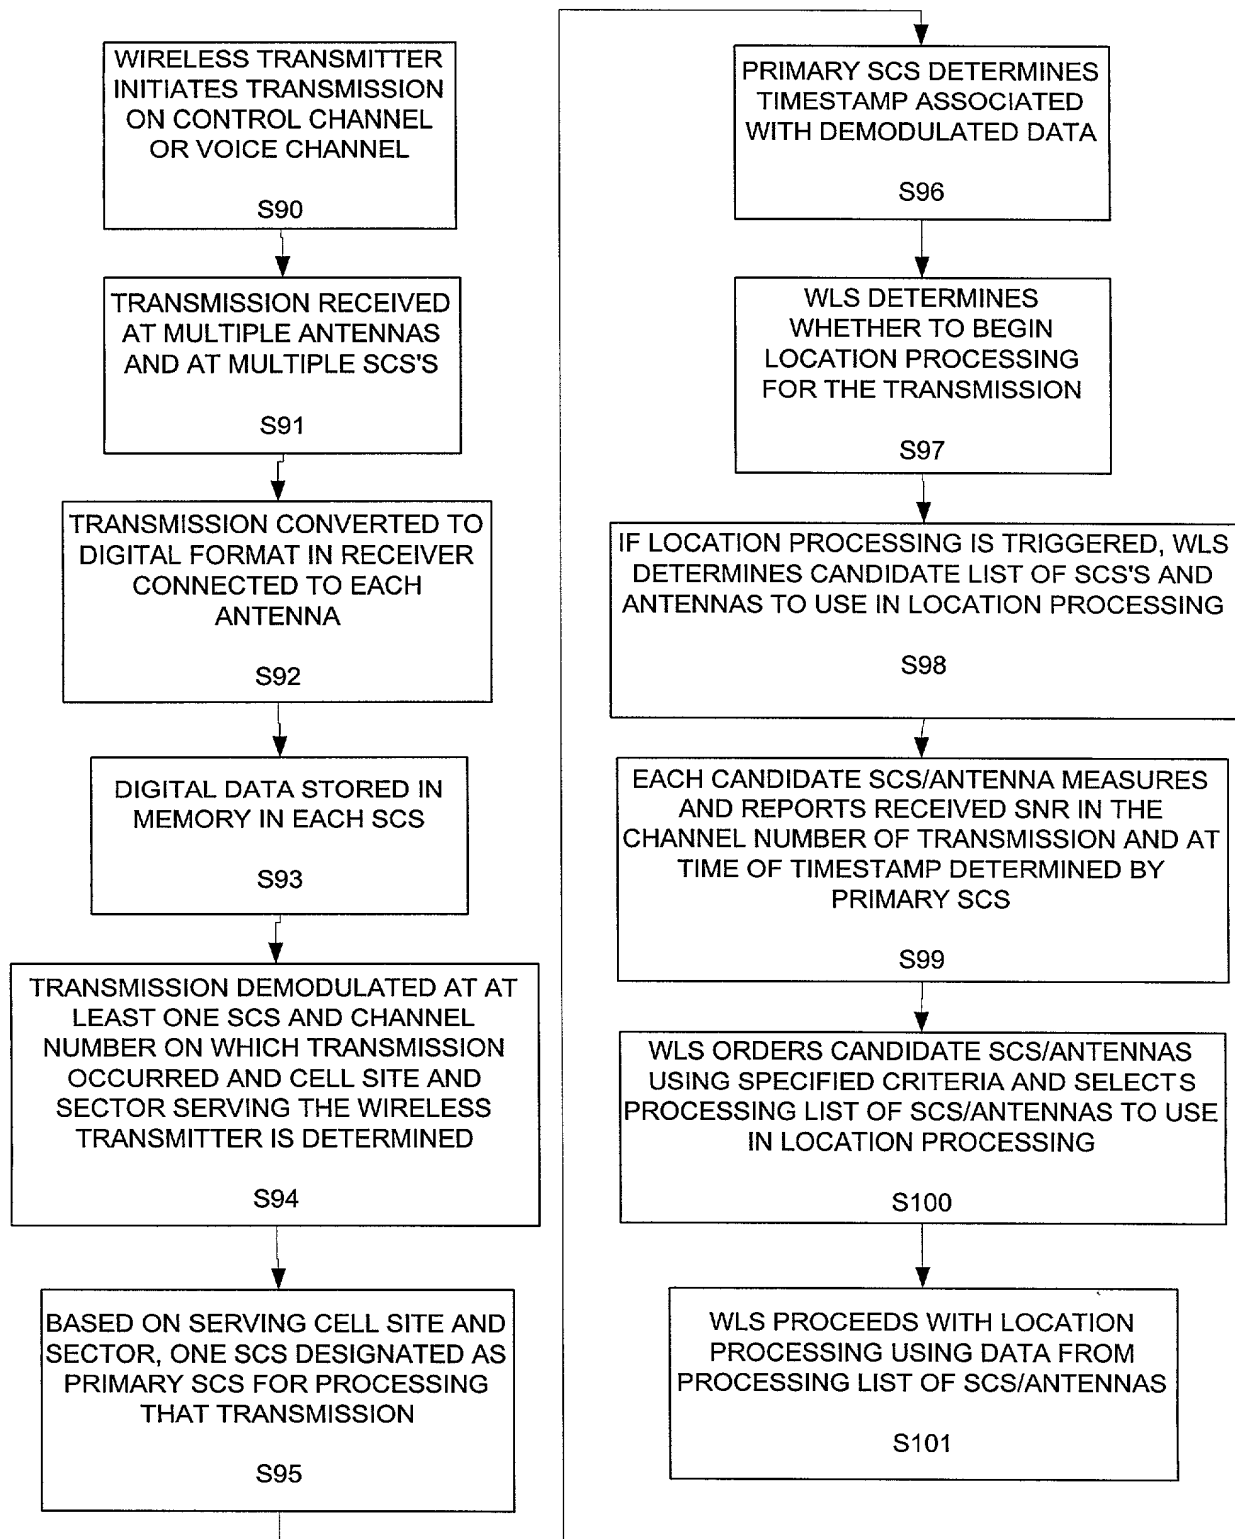 WIRELESS TRANSMITTER
INITIATES TRANSMISSION
ON CONTROL CHANNEL
OR VOICE CHANNEL
S90
TRANSMISSION RECEIVED
AT MULTIPLE ANTENNAS
AND AT MULTIPLE SCS'S
S91
TRANSMISSION CONVERTED TO
DIGITAL FORMAT IN RECEIVER
CONNECTED TO EACH
ANTENNA
S92
DIGITAL DATA STORED IN
MEMORY IN EACH SCS
S93
TRANSMISSION DEMODULATED AT AT
LEAST ONE SCS AND CHANNEL
NUMBER ON WHICH TRANSMISSION
OCCURRED AND CELL SITE AND
SECTOR SERVING THE WIRELESS
TRANSMITTER IS DETERMINED
S94
BASED ON SERVING CELL SITE AND
SECTOR, ONE SCS DESIGNATED AS
PRIMARY SCS FOR PROCESSING
THAT TRANSMISSION
S95
PRIMARY SCS DETERMINES
TIMESTAMP ASSOCIATED
WITH DEMODULATED DATA
S96
WLS DETERMINES
WHETHER TO BEGIN
LOCATION PROCESSING
FOR THE TRANSMISSION
S97
IF LOCATION PROCESSING IS TRIGGERED, WLS
DETERMINES CANDIDATE LIST OF SCS'S AND
ANTENNAS TO USE IN LOCATION PROCESSING
S98
EACH CANDIDATE SCS/ANTENNA MEASURES
AND REPORTS RECEIVED SNR IN THE
CHANNEL NUMBER OF TRANSMISSION AND AT
TIME OF TIMESTAMP DETERMINED BY
PRIMARY SCS
S99
WLS ORDERS CANDIDATE SCS/ANTENNAS
USING SPECIFIED CRITERIA AND SELECTS
PROCESSING LIST OF SCS/ANTENNAS TO USE
IN LOCATION PROCESSING
S100
WLS PROCEEDS WITH LOCATION
PROCESSING USING DATA FROM
PROCESSING LIST OF SCS/ANTENNAS
S101